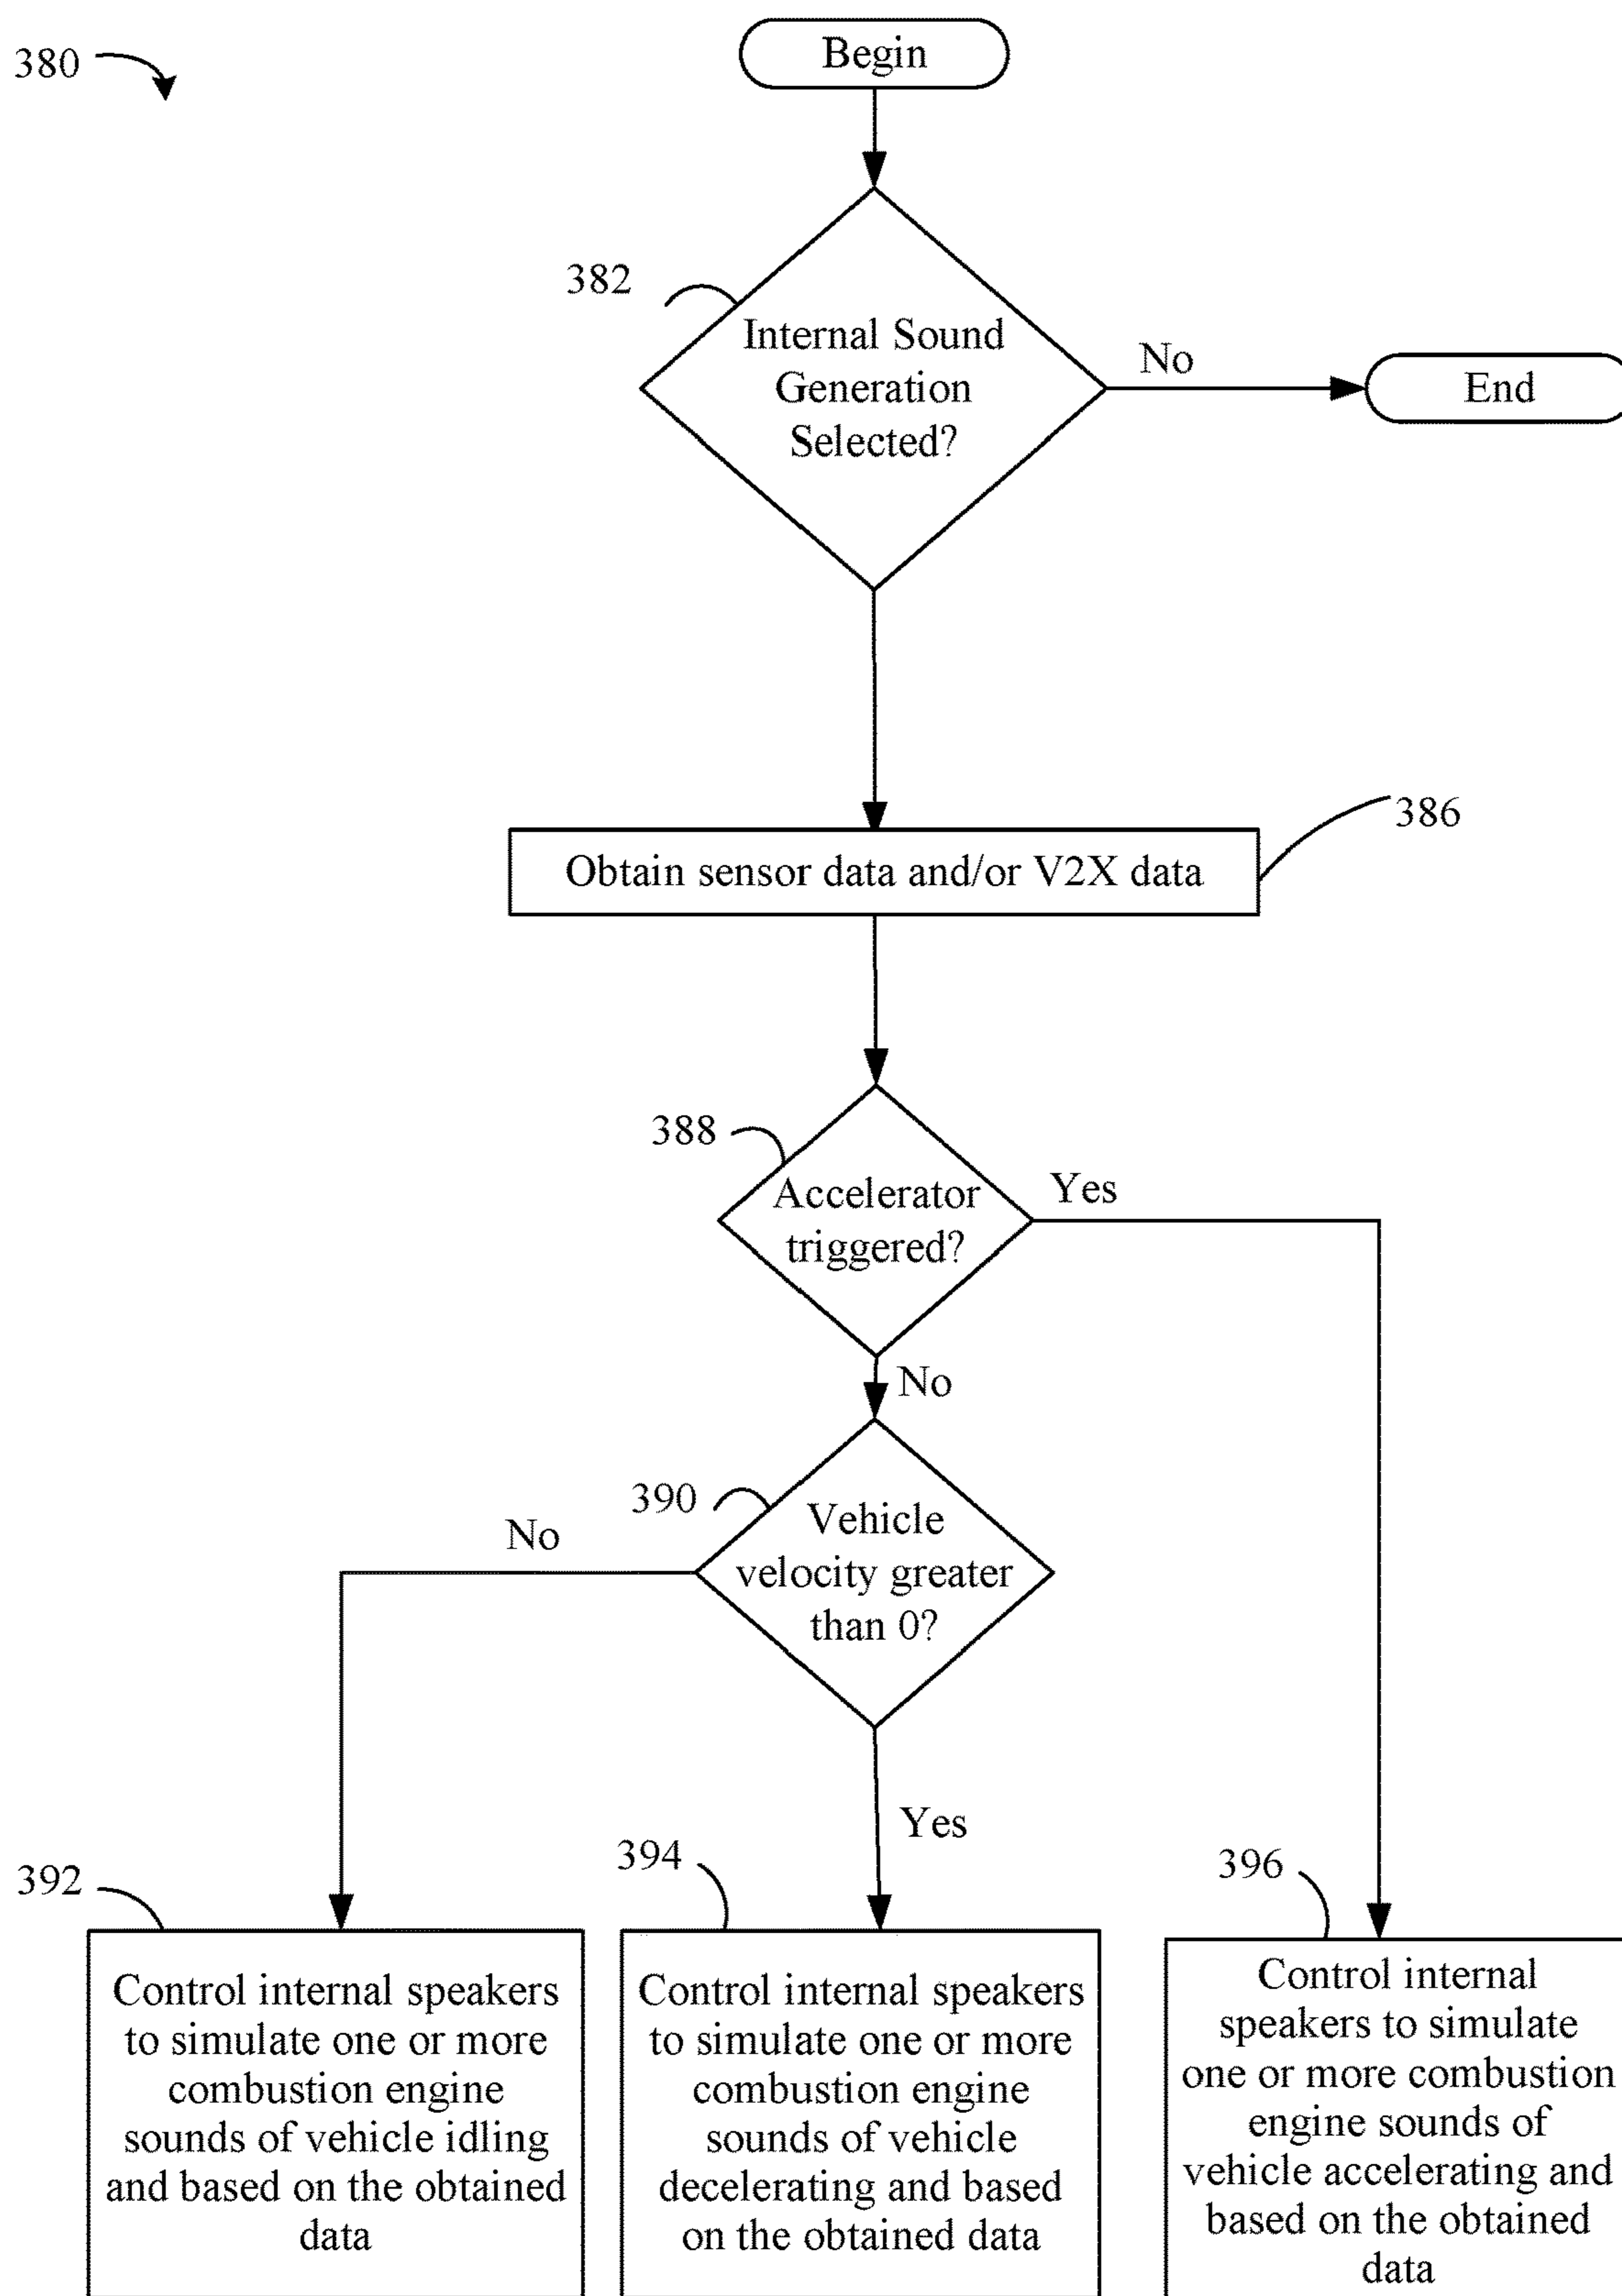 380
Begin
382
Internal Sound
Generation
Selected?
No
End
386
Obtain sensor data and/or V2X data
388
Accelerator
triggered?
Yes
No
390
Vehicle
velocity greater
than 0?
No
Yes
392
Control internal speakers
to simulate one or more
combustion engine
sounds of vehicle idling
and based on the obtained
data
394
Control internal speakers
to simulate one or more
combustion engine
sounds of vehicle
decelerating and based
on the obtained data
396
Control internal
speakers to simulate
one or more combustion
engine sounds of
vehicle accelerating and
based on the obtained
data